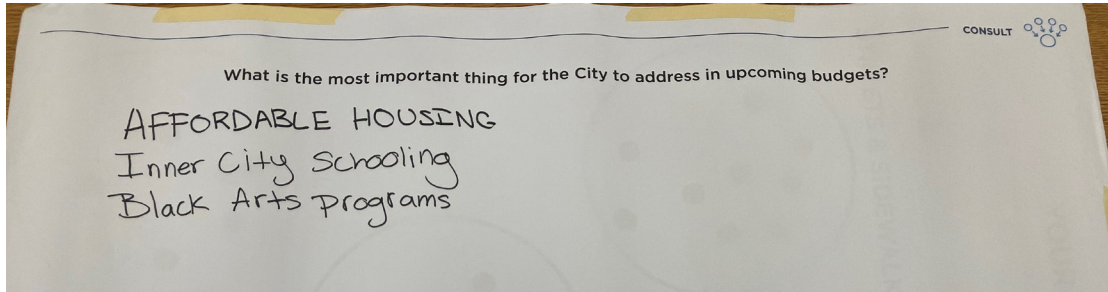 CONSULT
What is the most important thing for the City to address in upcoming budgets?
AFFORDABLE HOUSING
Inner City Schooling
Black Arts Programs